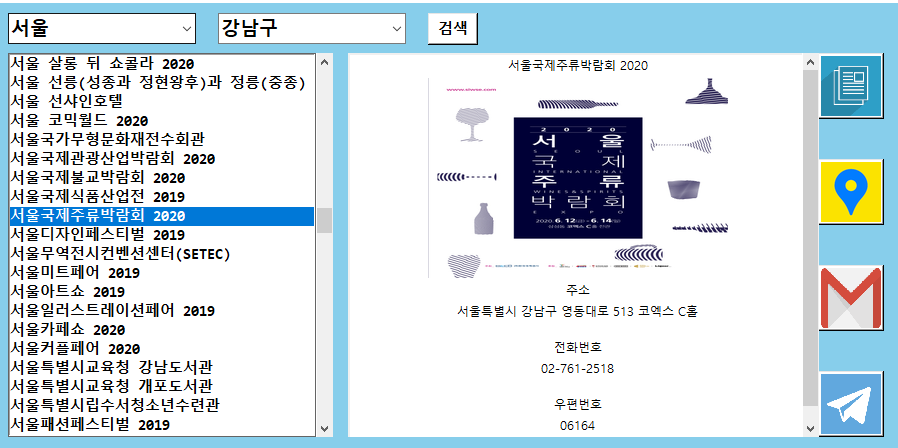 서울
강남구
검색
서울 살롱 뒤 쇼콜라 2020
서울 선릉(성종과 정현왕후)과 정릉(중종)
서울 선샤인호텔
서울 코믹월드 2020
서울국가무형문화재전수회관
서울국제관광산업박람회 2020
서울국제불교박람회 2020
서울국제식품산업전 2019
서울국제주류박람회 2020
서울디자인페스티벌 2019
서울무역전시컨벤션센터(SETEC)
서울미트페어 2019
서울아트쇼 2019
서울일러스트레이션페어 2019
서울카페쇼 2020
서울커플페어 2020
서울특별시교육청 강남도서관
서울특별시교육청 개포도서관
서울특별시립수서청소년수련관
서울패션페스티벌 2019
서울국제주류박람회 2020
www.siwse.com
2 0 2 0
서 울
S E O U L
국 제
INTERNATIONAL
주 류
WINES&SPIRITS
박 람 회
E X P O
2020 6.12(금) - 6.14(일)
코엑스 C홀
주소
서울특별시 강남구 영동대로 513 코엑스 C홀
전화번호
02-761-2518
우편번호
06164